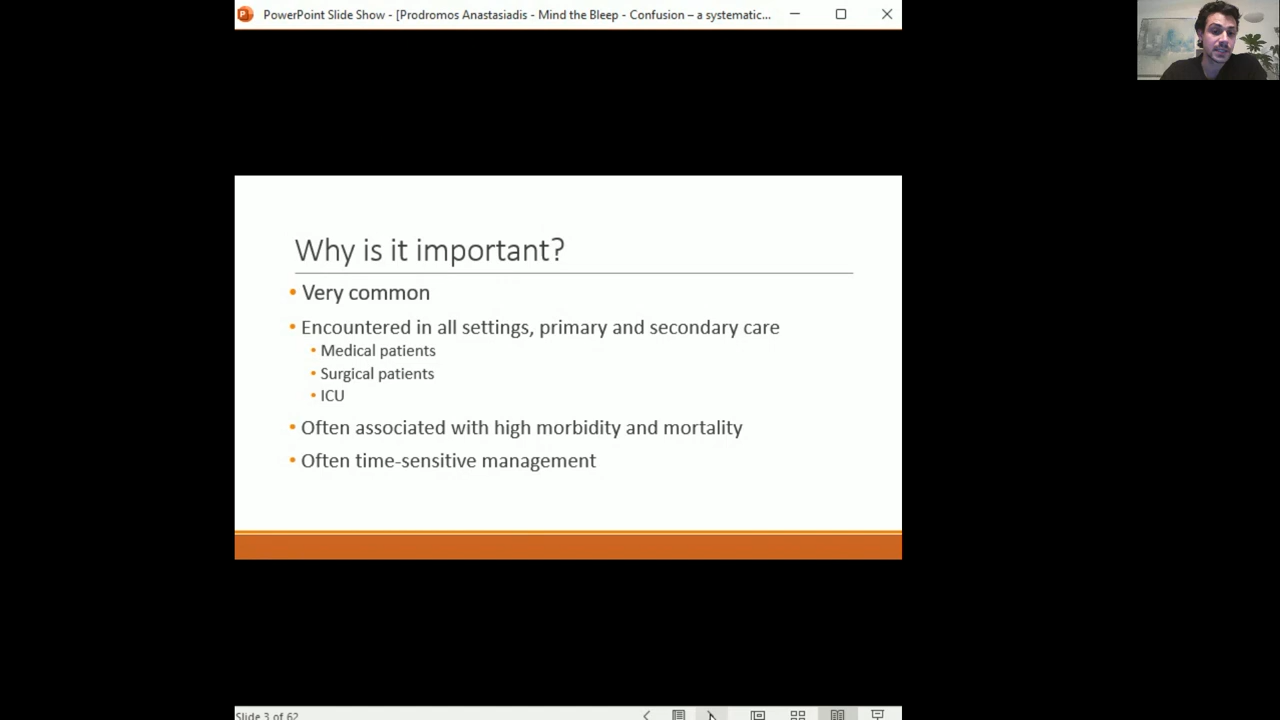 PowerPoint Slide Show - [Prodromos Anastasiadis - Mind the Bleep - Confusion – a systematic...
Why is it important?
• Very common
• Encountered in all settings, primary and secondary care
• Medical patients
• Surgical patients
• ICU
• Often associated with high morbidity and mortality
• Often time-sensitive management
Slide 3 of 62